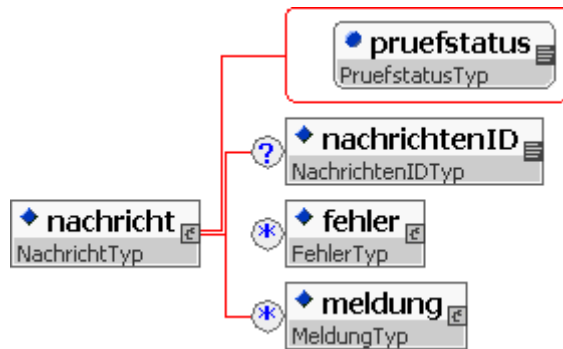 pruefstatus
PruefstatusTyp
?
nachrichtenID
NachrichtenIDTyp
nachricht
NachrichtTyp
*
fehler
FehlerTyp
*
meldung
MeldungTyp